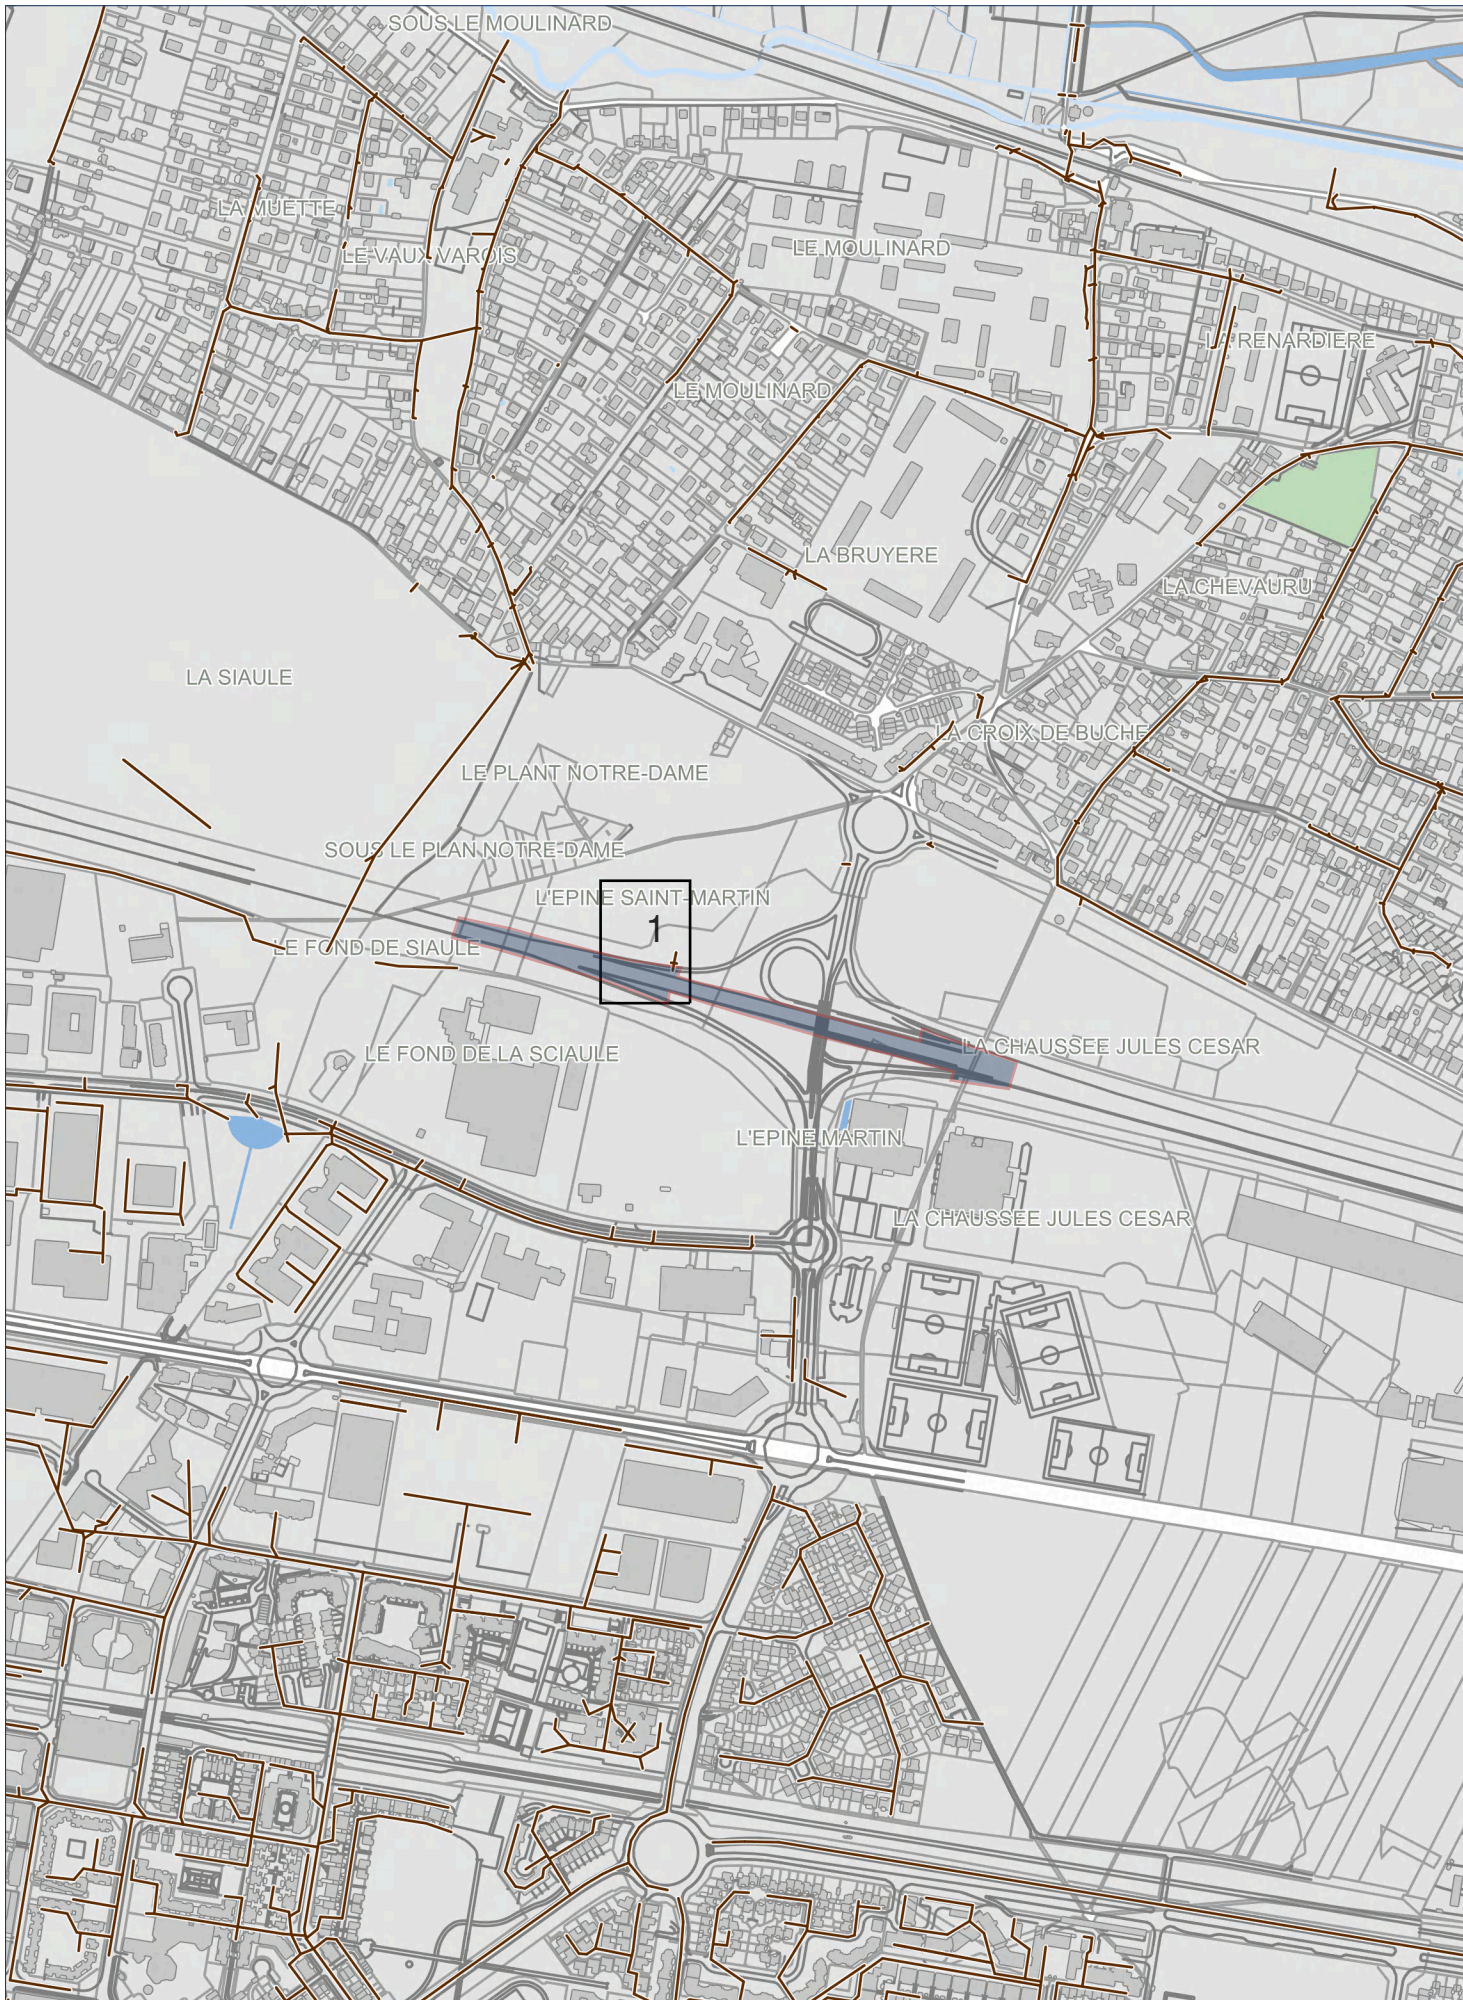 SOUS LE MOULINARD
LA MUETTE
LE VAUX VAROIS
LE MOULINARD
LA RENARDIERE
LE MOULINARD
LA BRUYERE
LA CHEVAURU
LA SIAULE
LA CROIX DE BUCHE
LE PLANT NOTRE-DAME
SOUS LE PLAN NOTRE-DAME
L'EPINE SAINT-MARTIN
1
LE FOND DE SIAULE
LE FOND DE LA SCIAULE
LA CHAUSSEE JULES CESAR
L'EPINE MARTIN
LA CHAUSSEE JULES CESAR